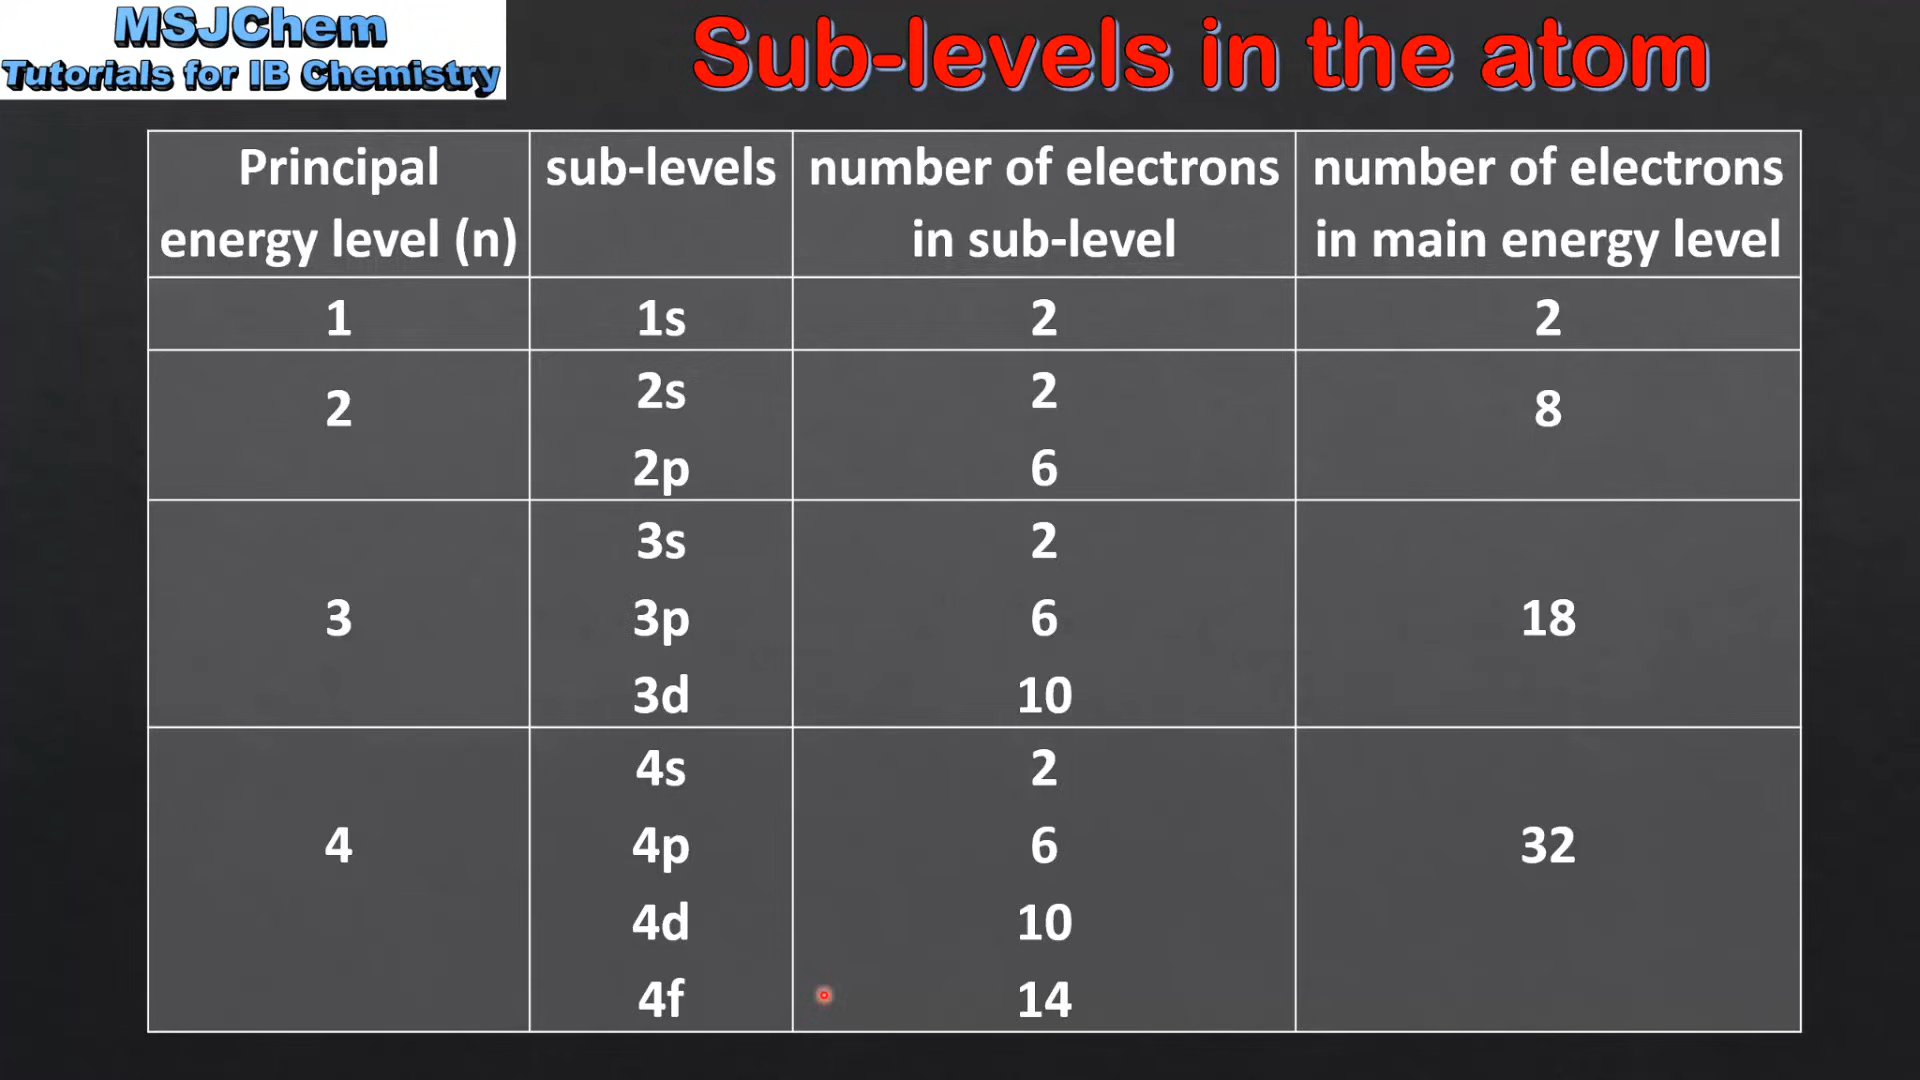 MSJChem
Tutorials for IB Chemistry
Sub-levels in the atom
Principal energy level (n) sub-levels number of electrons in sub-level number of electrons in main energy level
1 1s 2 2
2 2s 2 8
2p 6
3s 2
3 3p 6 18
3d 10
4s 2
4 4p 6 32
4d 10
4f 14